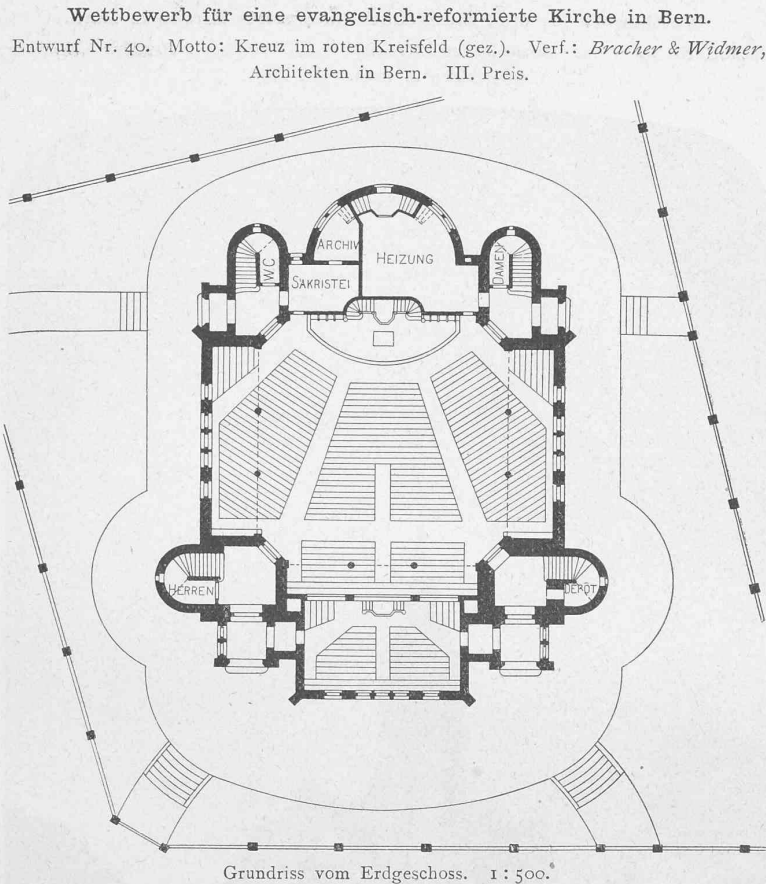 Wettbewerb für eine evangelisch-reformierte Kirche in Bern.
Entwurf Nr. 40. Motto: Kreuz im roten Kreisfeld (gez.). Verf.: Bracher & Widmer,
Architekten in Bern. III. Preis.
ARCHIV
W.C
HEIZUNG
DAMEN
SAKRISTEI
HERREN
DEPÔT
Grundriss vom Erdgeschoss. 1 : 500.